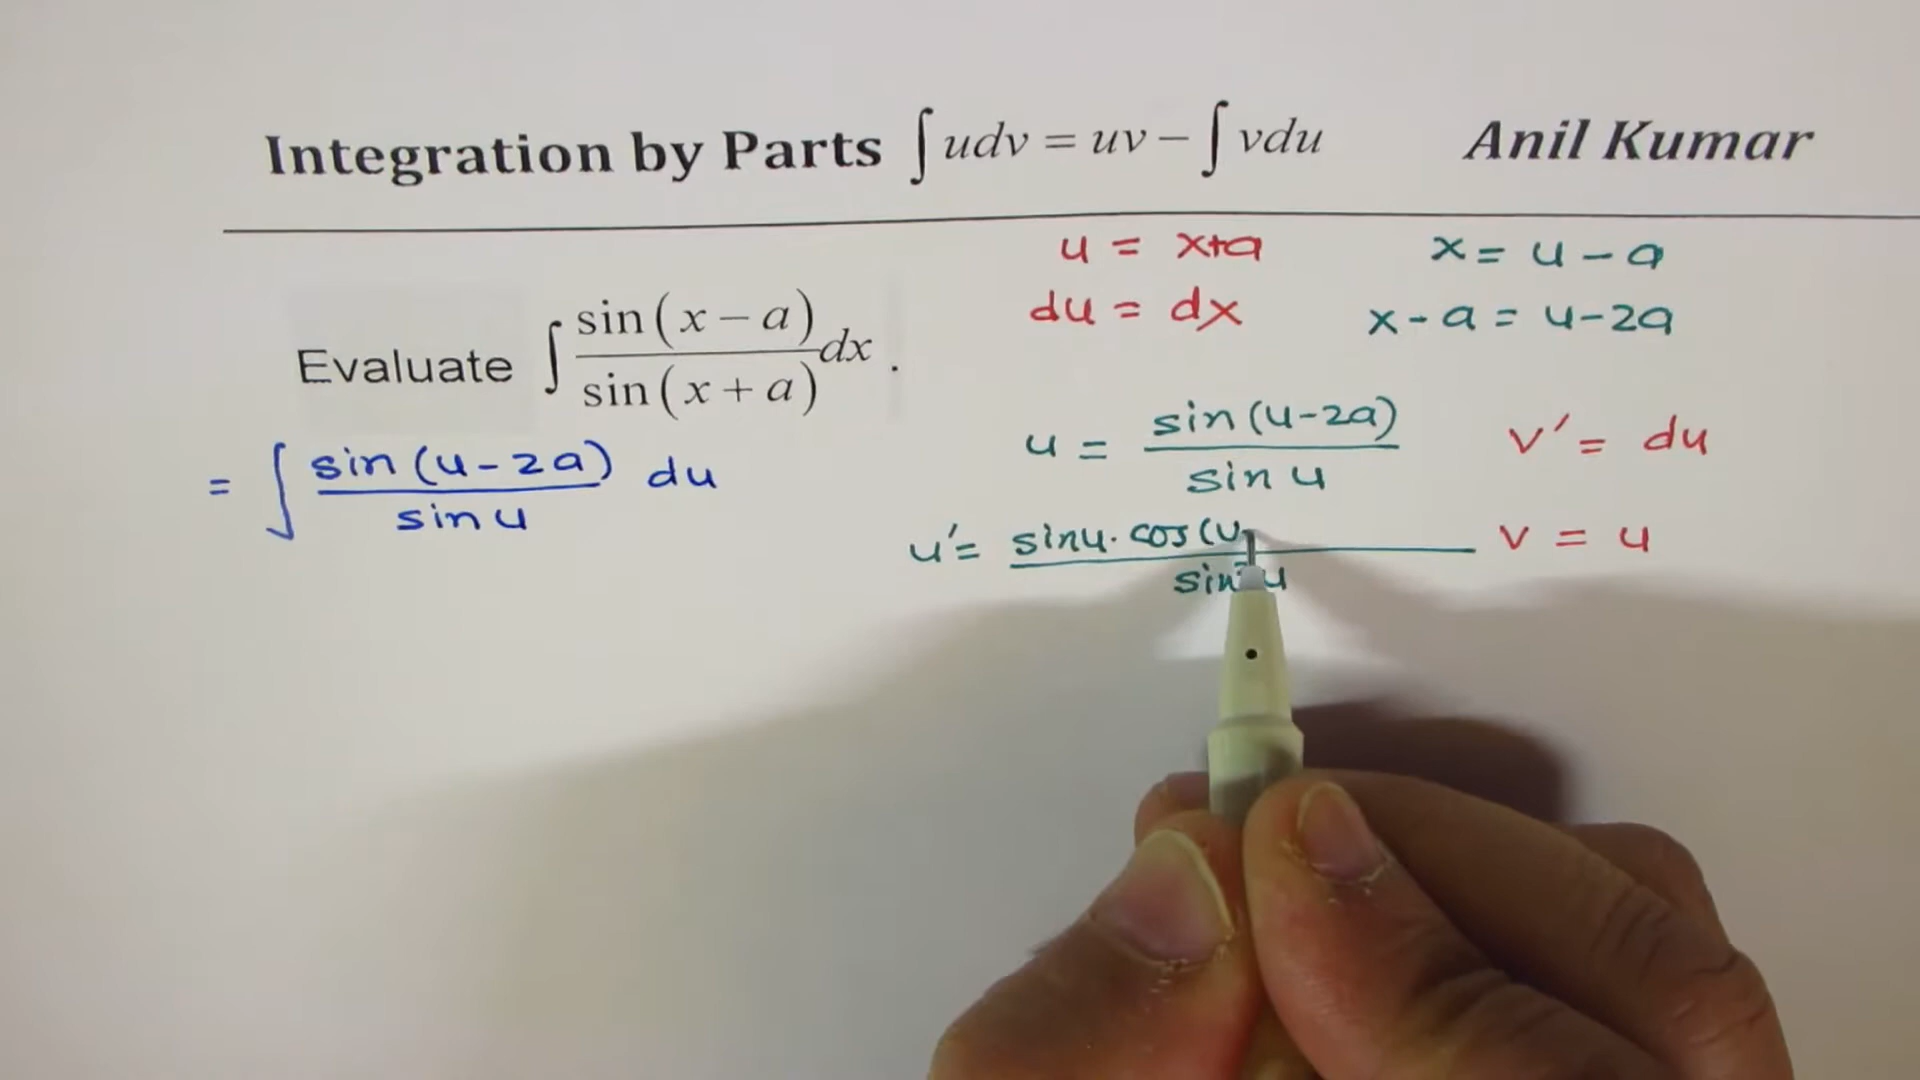 Integration by Parts ∫udv = uv − ∫vdu Anil Kumar
u = x+a
x = u - a
du = dx
x - a = u - 2a
Evaluate ∫ sin(x − a) / sin(x + a) dx .
= ∫ sin(u - 2a) / sin u du
u = sin(u-2a) / sin u
v' = du
u' = sinu. cos(u / sin² u
v = u